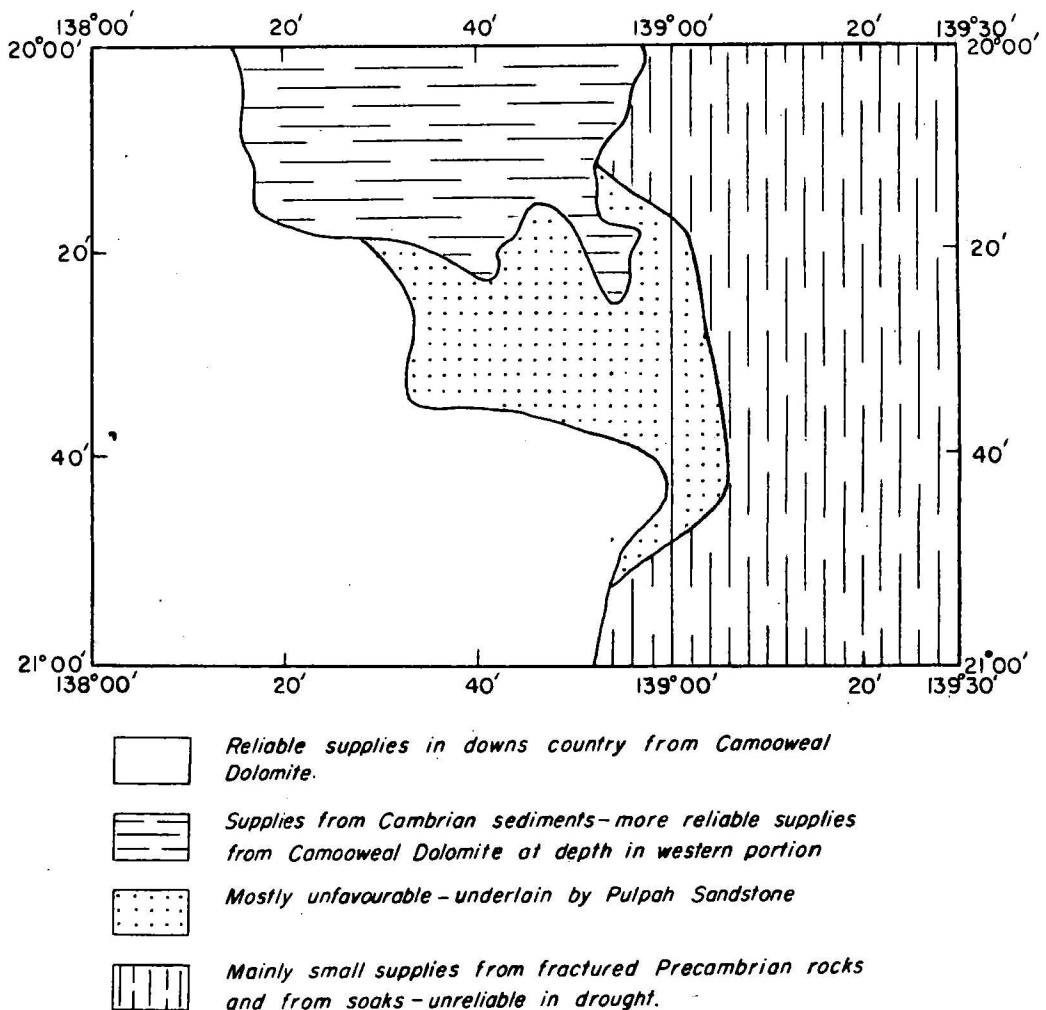 138°00′ 20′ 40′ 139°00′ 20′ 139°30′
20°00′ 20°00′
20′ 20′
40′ 40′
21°00′ 21°00′
138°00′ 20′ 40′ 139°00′ 20′ 139°30′
Reliable supplies in downs country from Camooweal
Dolomite.
Supplies from Cambrian sediments – more reliable supplies
from Camooweal Dolomite at depth in western portion
Mostly unfavourable – underlain by Pulpah Sandstone
Mainly small supplies from fractured Precambrian rocks
and from soaks – unreliable in drought.